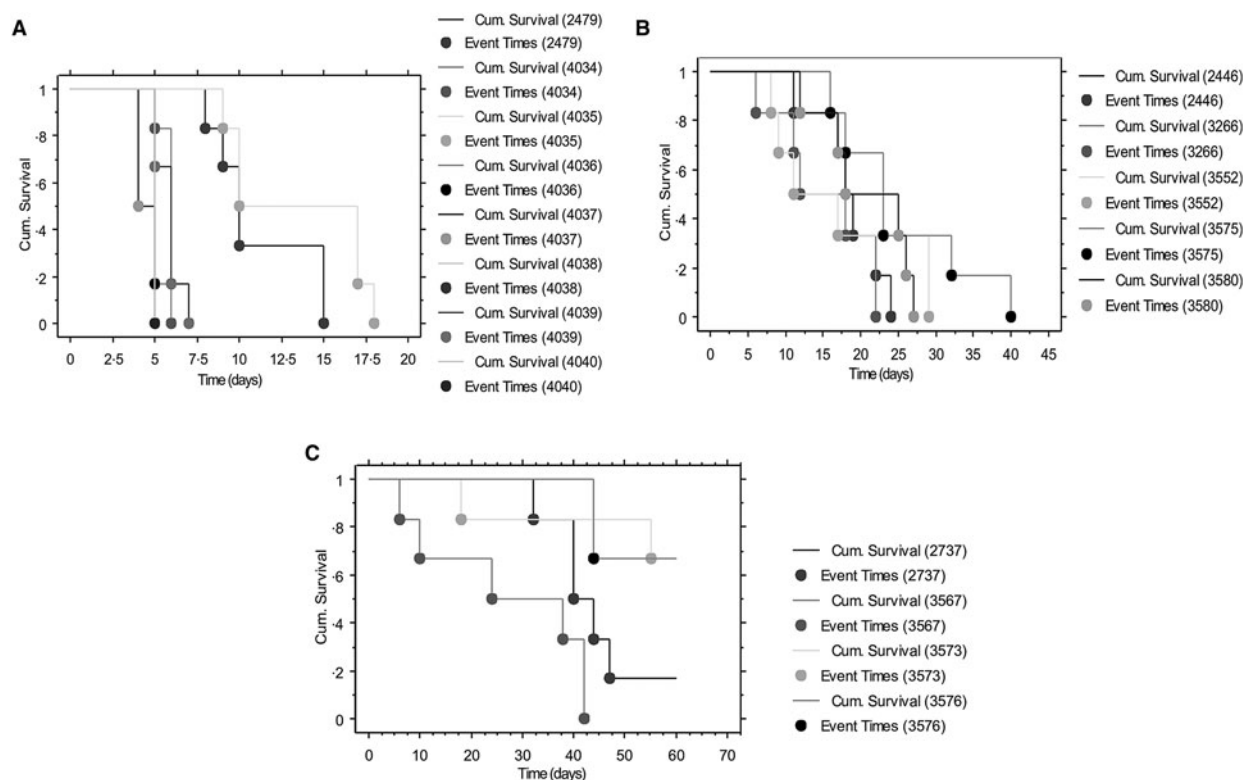 A
Cum. Survival
1
·8
·6
·4
·2
0
0
2·5
5
7·5
10
12·5
15
17·5
20
Time (days)
Cum. Survival (2479)
Event Times (2479)
Cum. Survival (4034)
Event Times (4034)
Cum. Survival (4035)
Event Times (4035)
Cum. Survival (4036)
Event Times (4036)
Cum. Survival (4037)
Event Times (4037)
Cum. Survival (4038)
Event Times (4038)
Cum. Survival (4039)
Event Times (4039)
Cum. Survival (4040)
Event Times (4040)
B
Cum. Survival
1
·8
·6
·4
·2
0
0
5
10
15
20
25
30
35
40
45
Time (days)
Cum. Survival (2446)
Event Times (2446)
Cum. Survival (3266)
Event Times (3266)
Cum. Survival (3552)
Event Times (3552)
Cum. Survival (3575)
Event Times (3575)
Cum. Survival (3580)
Event Times (3580)
C
Cum. Survival
1
·8
·6
·4
·2
0
0
10
20
30
40
50
60
70
Time (days)
Cum. Survival (2737)
Event Times (2737)
Cum. Survival (3567)
Event Times (3567)
Cum. Survival (3573)
Event Times (3573)
Cum. Survival (3576)
Event Times (3576)